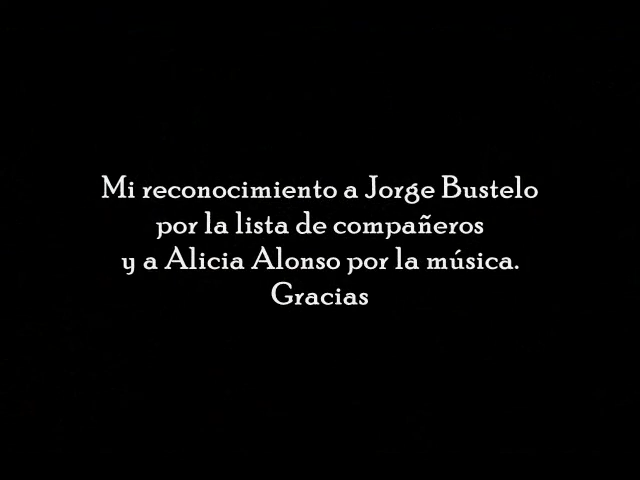 Mi reconocimiento a Jorge Bustelo
por la lista de compañeros
y a Alicia Alonso por la música.
Gracias